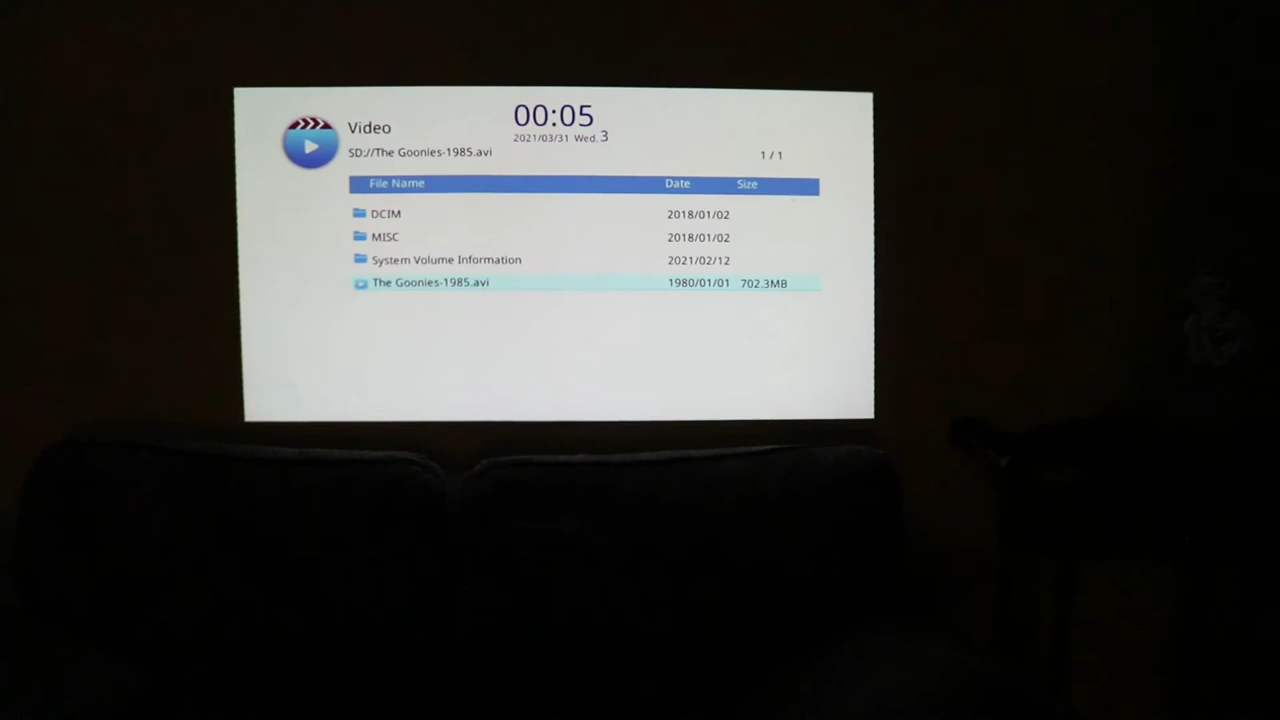 00:05
Video
2021/03/31 Wed. 3
SD://The Goonies-1985.avi
1 / 1
File Name Date Size
DCIM 2018/01/02
MISC 2018/01/02
System Volume Information 2021/02/12
The Goonies-1985.avi 1980/01/01 702.3MB